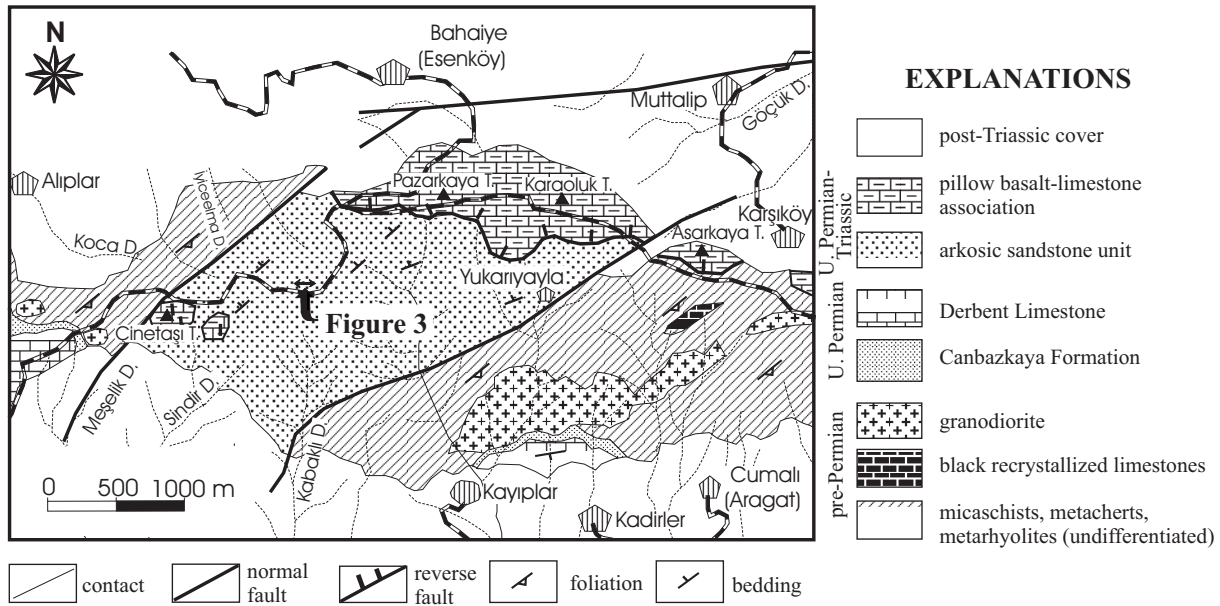 N
Bahaiye
(Esenköy)
Muttalip
Göçük D.
Alıplar
İyiceelma D.
Pazarkaya T.
Karaoluk T.
Karşıköy
Koca D.
Asarkaya T.
Yukarıyayla
Figure 3
Cinetaşı T.
Meşelik D.
Sindir D.
Kabaklı D.
0 500 1000 m
Kayıplar
Kadirler
Cumalı
(Aragat)
EXPLANATIONS
post-Triassic cover
U. Permian-
Triassic
pillow basalt-limestone
association
arkosic sandstone unit
U. Permian
Derbent Limestone
Canbazkaya Formation
pre-Permian
granodiorite
black recrystallized limestones
micaschists, metacherts,
metarhyolites (undifferentiated)
contact
normal
fault
reverse
fault
foliation
bedding